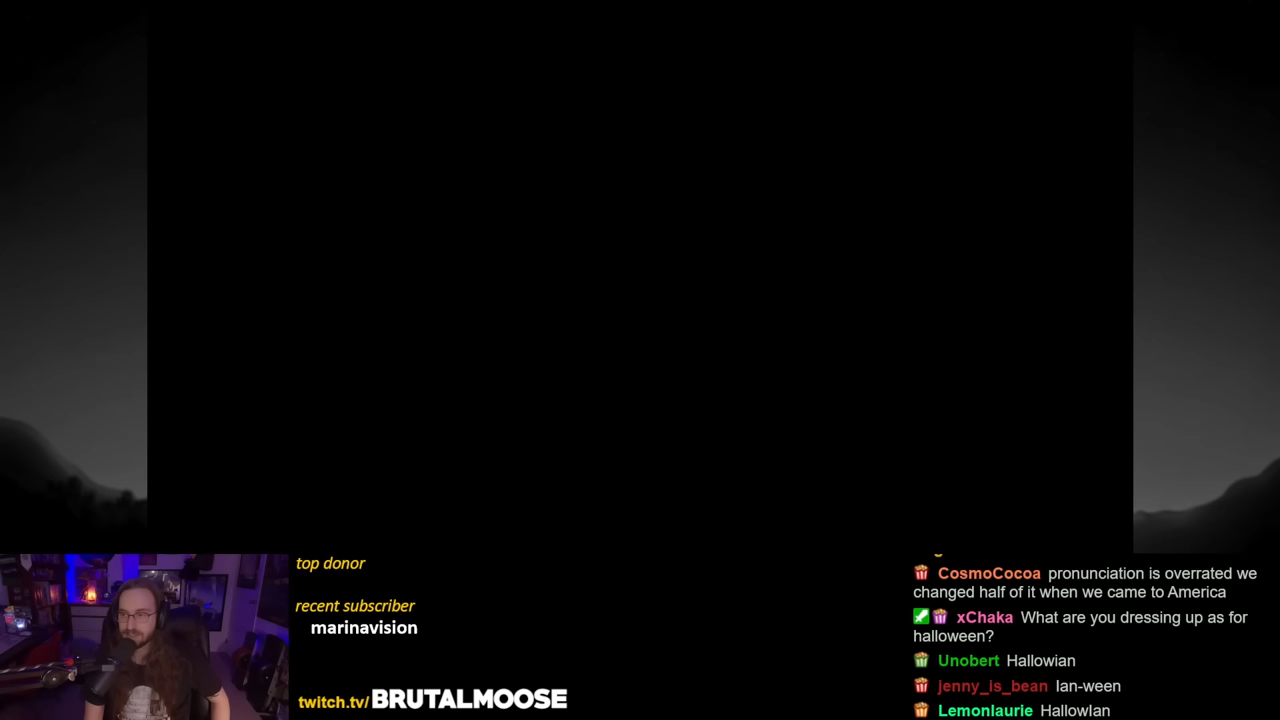 top donor
recent subscriber
marinavision
twitch.tv/BRUTALMOOSE
CosmoCocoa pronunciation is overrated we
changed half of it when we came to America
xChaka What are you dressing up as for
halloween?
Unobert Hallowian
jenny_is_bean Ian-ween
Lemonlaurie HallowIan